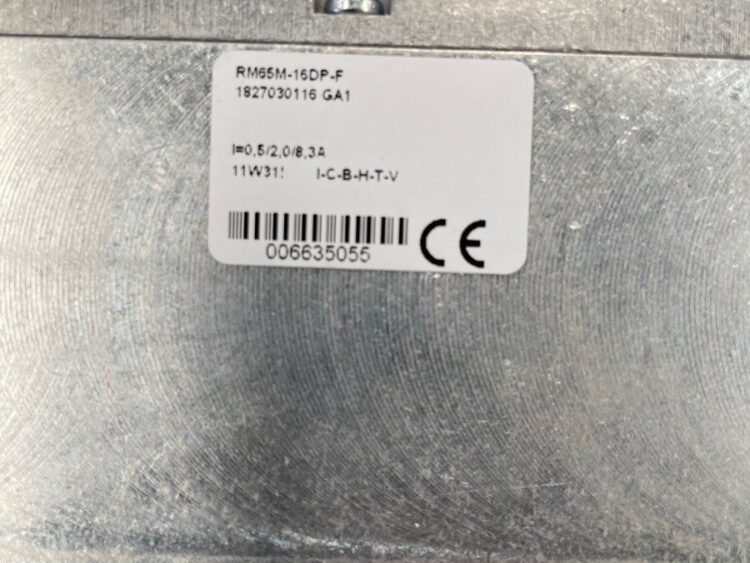 RM65M-16DP-F
1827030116 GA1
I=0,5/2,0/8,3A
I-C-B-H-T-V
006635055
CE